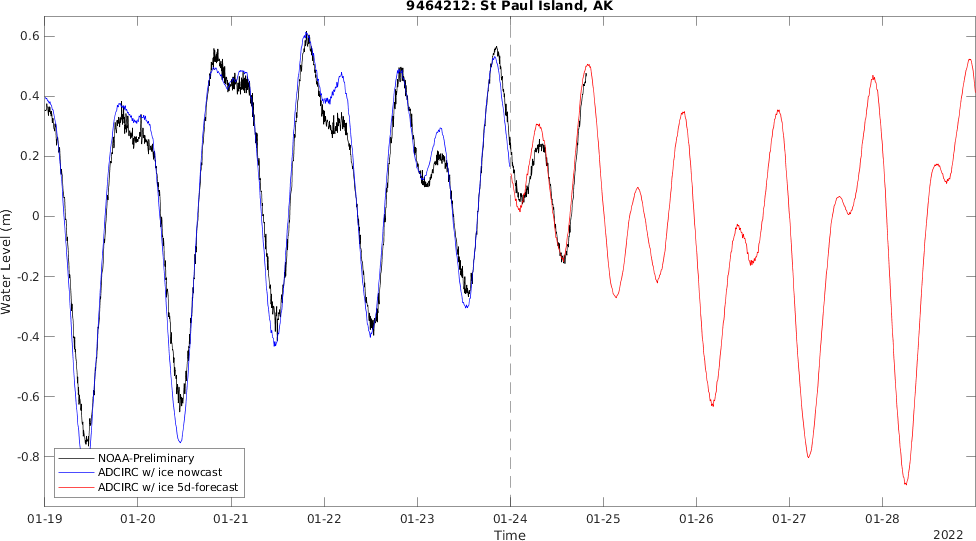 9464212: St Paul Island, AK
Water Level (m)
0.6
0.4
0.2
0
-0.2
-0.4
-0.6
-0.8
NOAA-Preliminary
ADCIRC w/ ice nowcast
ADCIRC w/ ice 5d-forecast
01-19 01-20 01-21 01-22 01-23 01-24 01-25 01-26 01-27 01-28
Time
2022